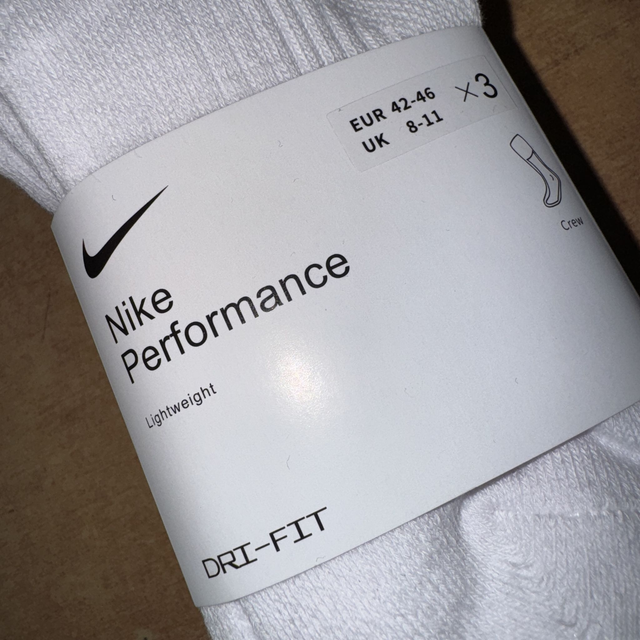 EUR 42-46 ×3
UK 8-11
Crew
Nike
Performance
Lightweight
DRI-FIT